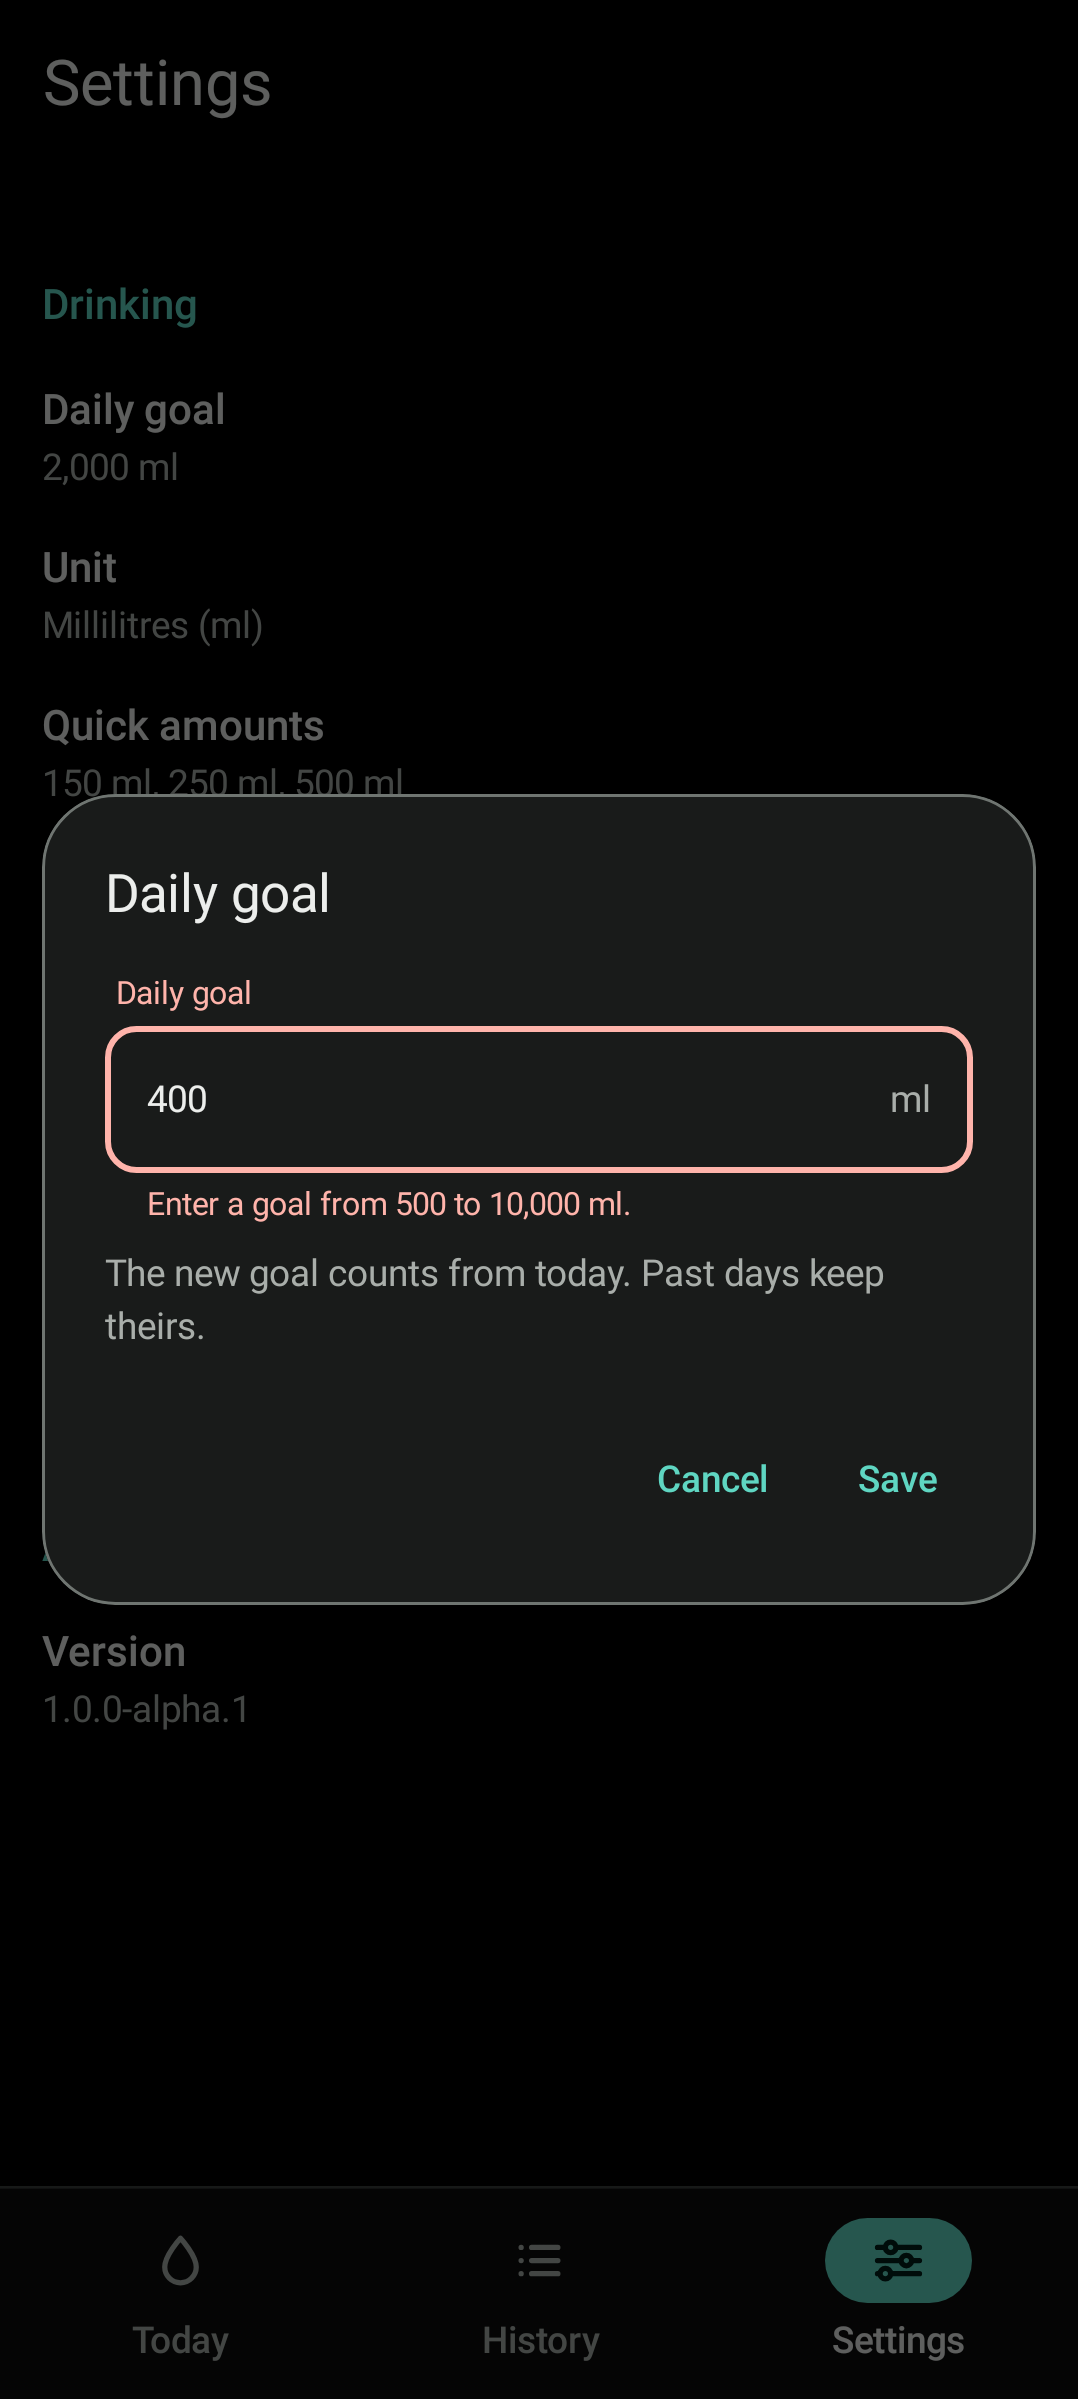 Settings
Drinking
Daily goal
2,000 ml
Unit
Millilitres (ml)
Quick amounts
150 ml, 250 ml, 500 ml
Daily goal
Daily goal
400 ml
Enter a goal from 500 to 10,000 ml.
The new goal counts from today. Past days keep
theirs.
Cancel Save
Version
1.0.0-alpha.1
Today History Settings